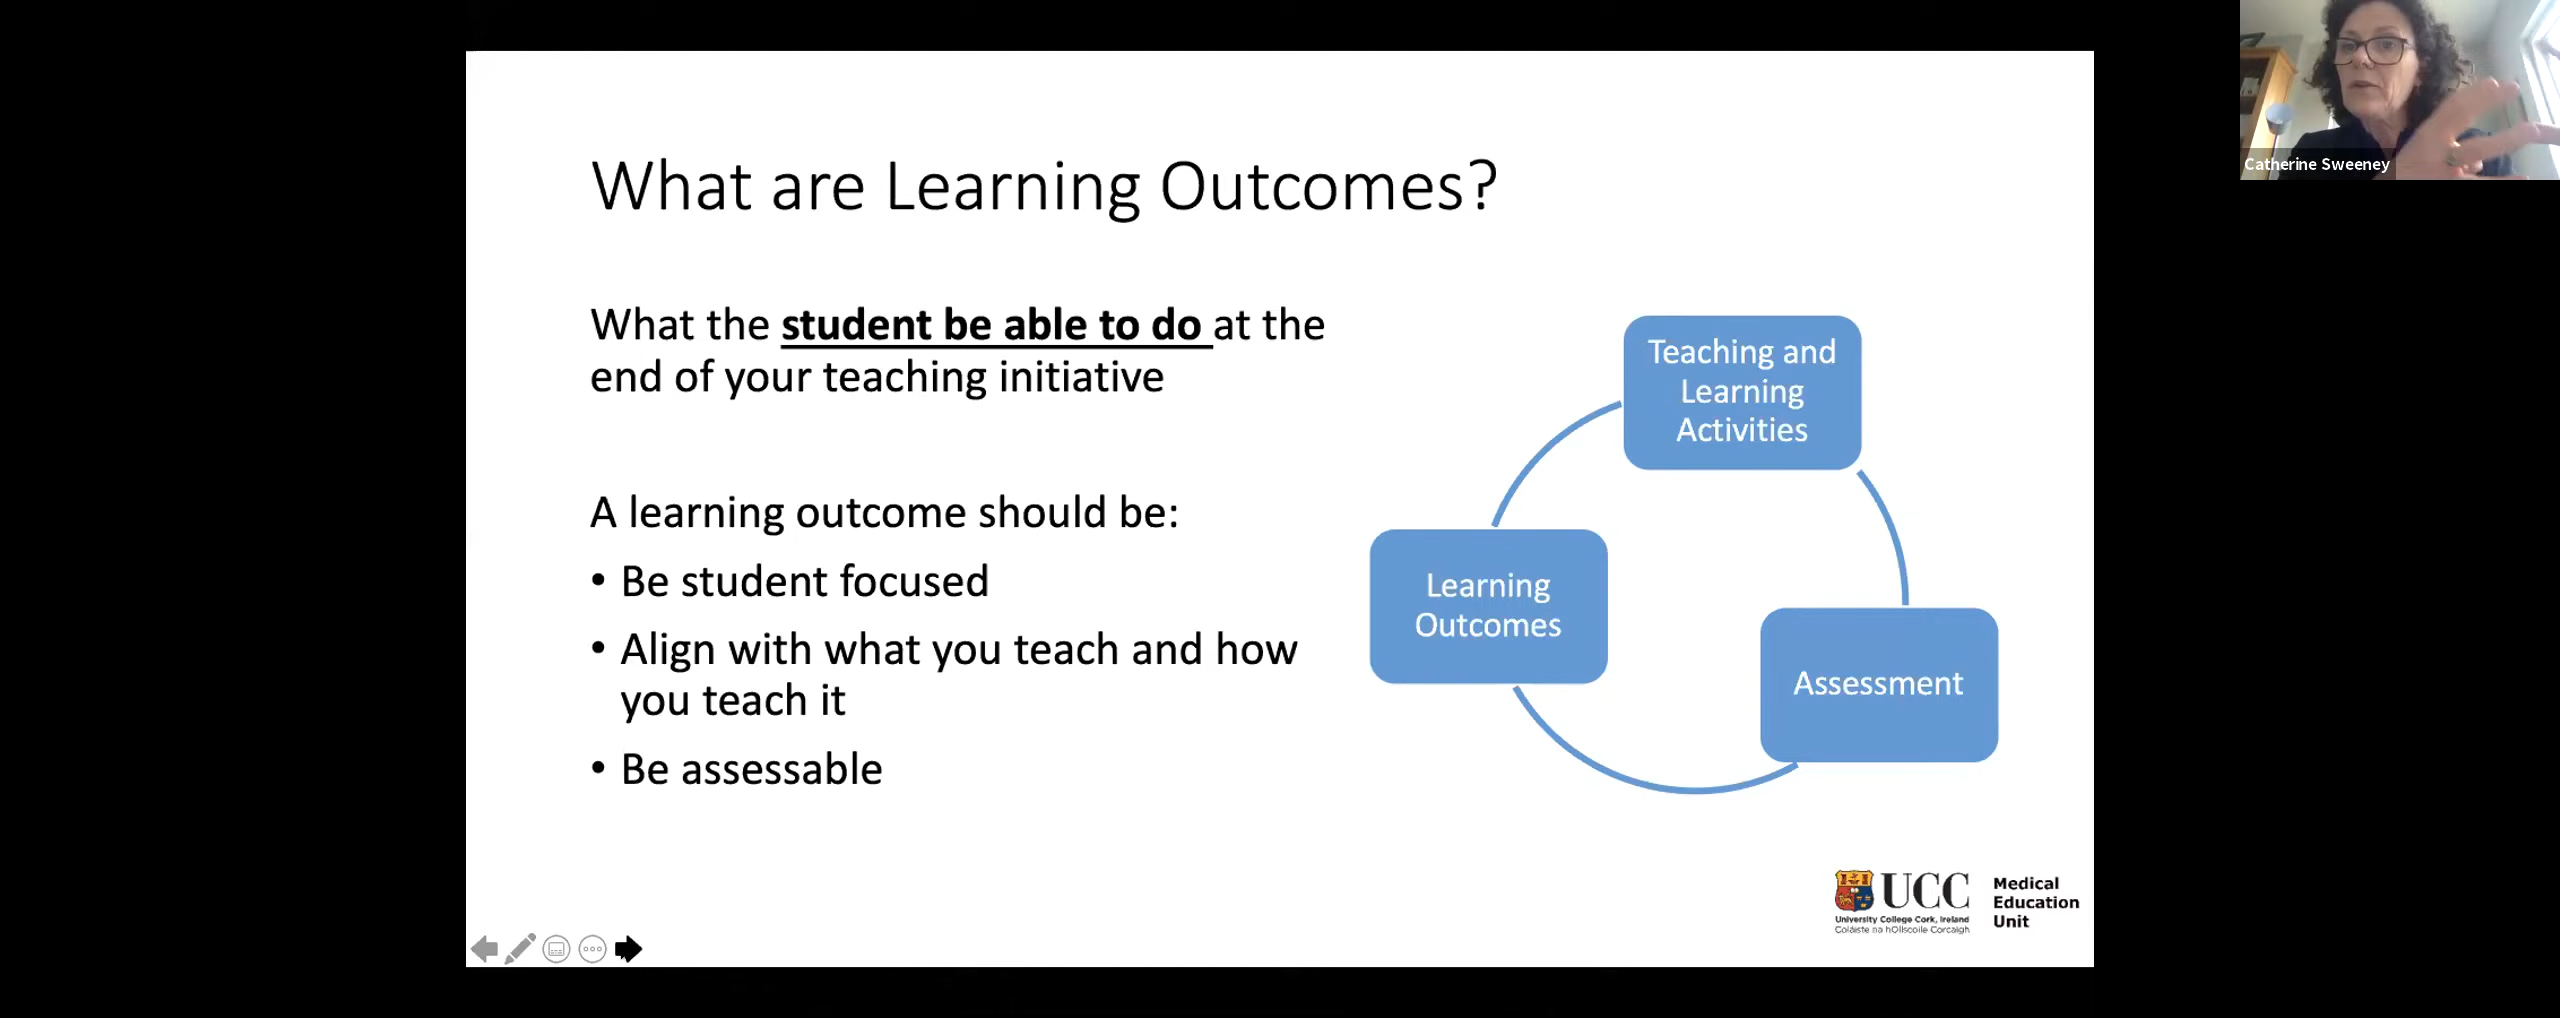 What are Learning Outcomes?
What the student be able to do at the
end of your teaching initiative
A learning outcome should be:
• Be student focused
• Align with what you teach and how
you teach it
• Be assessable
Teaching and
Learning
Activities
Learning
Outcomes
Assessment
UCC
University College Cork, Ireland
Coláiste na hOllscoile Corcaigh
Medical
Education
Unit
Catherine Sweeney